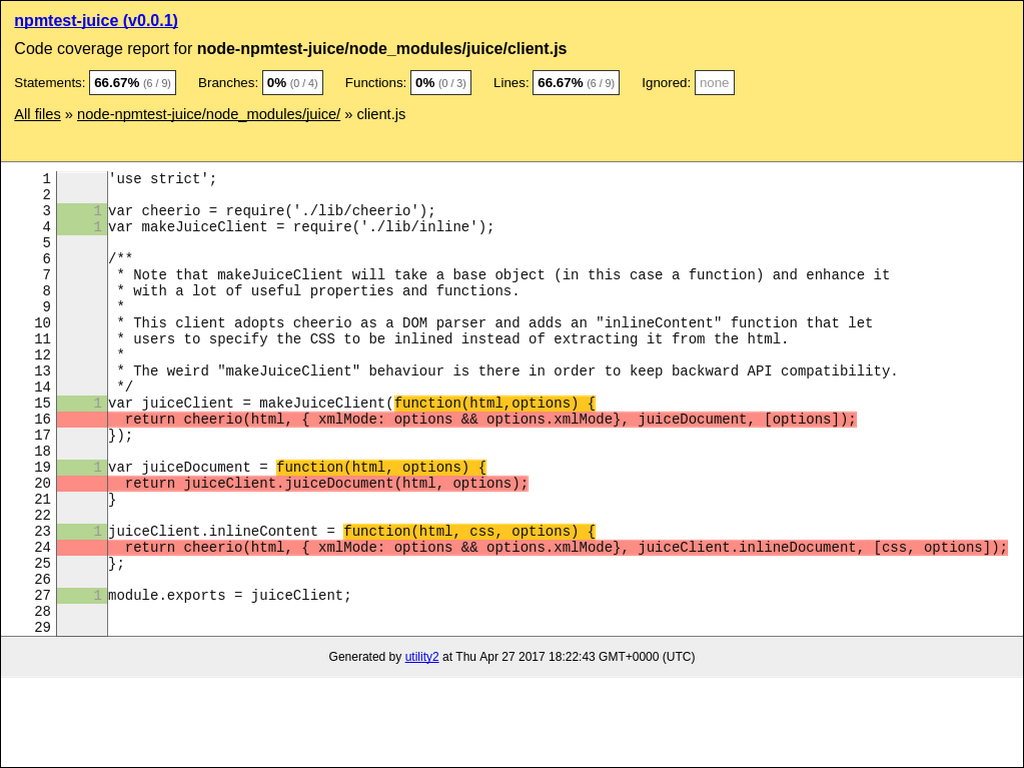 npmtest-juice (v0.0.1)
Code coverage report for node-npmtest-juice/node_modules/juice/client.js
Statements: 66.67% (6 / 9) Branches: 0% (0 / 4) Functions: 0% (0 / 3) Lines: 66.67% (6 / 9) Ignored: none
All files » node-npmtest-juice/node_modules/juice/ » client.js
1 'use strict';
2
3 1 var cheerio = require('./lib/cheerio');
4 1 var makeJuiceClient = require('./lib/inline');
5
6 /**
7  * Note that makeJuiceClient will take a base object (in this case a function) and enhance it
8  * with a lot of useful properties and functions.
9  *
10  * This client adopts cheerio as a DOM parser and adds an "inlineContent" function that let
11  * users to specify the CSS to be inlined instead of extracting it from the html.
12  *
13  * The weird "makeJuiceClient" behaviour is there in order to keep backward API compatibility.
14  */
15 1 var juiceClient = makeJuiceClient(function(html,options) {
16   return cheerio(html, { xmlMode: options && options.xmlMode}, juiceDocument, [options]);
17 });
18
19 1 var juiceDocument = function(html, options) {
20   return juiceClient.juiceDocument(html, options);
21 }
22
23 1 juiceClient.inlineContent = function(html, css, options) {
24   return cheerio(html, { xmlMode: options && options.xmlMode}, juiceClient.inlineDocument, [css, options]);
25 };
26
27 1 module.exports = juiceClient;
28
29
Generated by utility2 at Thu Apr 27 2017 18:22:43 GMT+0000 (UTC)